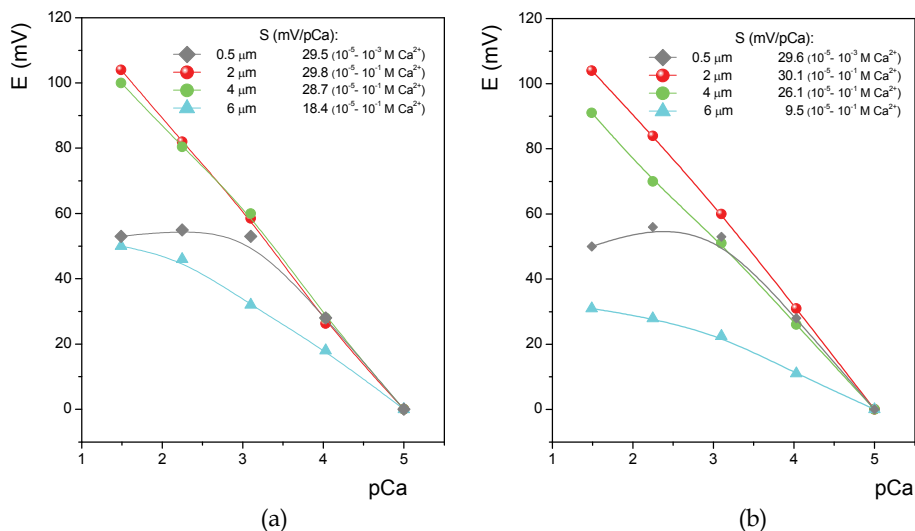 E (mV)
120
100
80
60
40
20
0
1
2
3
4
5
pCa
S (mV/pCa):
0.5 µm 29.5 (10⁻⁵- 10⁻³ M Ca²⁺)
2 µm 29.8 (10⁻⁵- 10⁻¹ M Ca²⁺)
4 µm 28.7 (10⁻⁵- 10⁻¹ M Ca²⁺)
6 µm 18.4 (10⁻⁵- 10⁻¹ M Ca²⁺)
(a)
E (mV)
120
100
80
60
40
20
0
1
2
3
4
5
pCa
S (mV/pCa):
0.5 µm 29.6 (10⁻⁵- 10⁻³ M Ca²⁺)
2 µm 30.1 (10⁻⁵- 10⁻¹ M Ca²⁺)
4 µm 26.1 (10⁻⁵- 10⁻¹ M Ca²⁺)
6 µm 9.5 (10⁻⁵- 10⁻¹ M Ca²⁺)
(b)